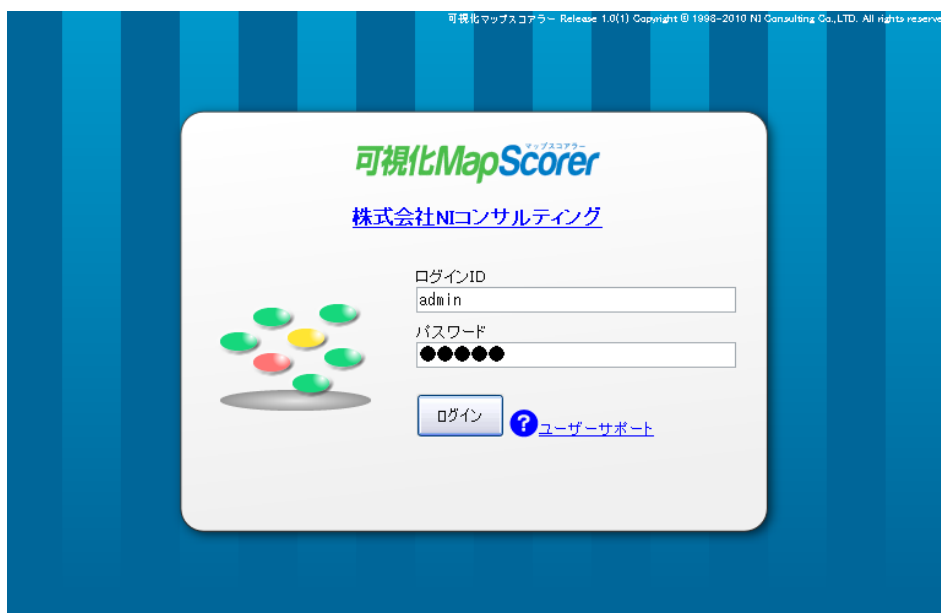 可視化マップスコアラー Release 1.0(1) Copyright © 1998-2010 NI Consulting Co.,LTD. All rights reserve
マップスコアラー
可視化MapScorer
株式会社NIコンサルティング
ログインID
admin
パスワード
●●●●●
ログイン
?ユーザーサポート